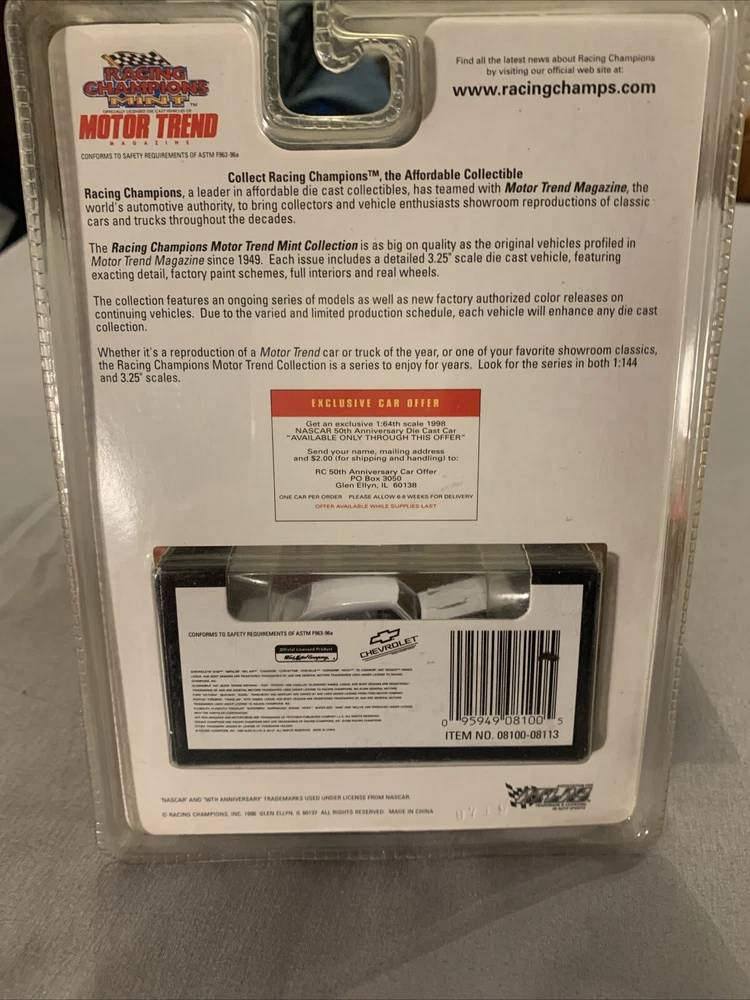 RACING
CHAMPIONS
MINT™
OFFICIALLY LICENSED DIE CAST VEHICLES OF
MOTOR TREND
MAGAZINE
CONFORMS TO SAFETY REQUIREMENTS OF ASTM F963-96a
Find all the latest news about Racing Champions
by visiting our official web site at:
www.racingchamps.com
Collect Racing Champions™, the Affordable Collectible
Racing Champions, a leader in affordable die cast collectibles, has teamed with Motor Trend Magazine, the
world's automotive authority, to bring collectors and vehicle enthusiasts showroom reproductions of classic
cars and trucks throughout the decades.
The Racing Champions Motor Trend Mint Collection is as big on quality as the original vehicles profiled in
Motor Trend Magazine since 1949. Each issue includes a detailed 3.25" scale die cast vehicle, featuring
exacting detail, factory paint schemes, full interiors and real wheels.
The collection features an ongoing series of models as well as new factory authorized color releases on
continuing vehicles. Due to the varied and limited production schedule, each vehicle will enhance any die cast
collection.
Whether it's a reproduction of a Motor Trend car or truck of the year, or one of your favorite showroom classics,
the Racing Champions Motor Trend Collection is a series to enjoy for years. Look for the series in both 1:144
and 3.25" scales.
EXCLUSIVE CAR OFFER
Get an exclusive 1:64th scale 1998
NASCAR 50th Anniversary Die Cast Car
"AVAILABLE ONLY THROUGH THIS OFFER"
Send your name, mailing address
and $2.00 (for shipping and handling) to:
RC 50th Anniversary Car Offer
PO Box 3050
Glen Ellyn, IL 60138
ONE CAR PER ORDER PLEASE ALLOW 6-8 WEEKS FOR DELIVERY
OFFER AVAILABLE WHILE SUPPLIES LAST
CONFORMS TO SAFETY REQUIREMENTS OF ASTM F963-96a
Official Licensed Product
CHEVROLET
0 95949 08100 5
ITEM NO. 08100-08113
"NASCAR" AND "50TH ANNIVERSARY" TRADEMARKS USED UNDER LICENSE FROM NASCAR.
© RACING CHAMPIONS, INC. 1998 GLEN ELLYN, IL 60137 ALL RIGHTS RESERVED. MADE IN CHINA